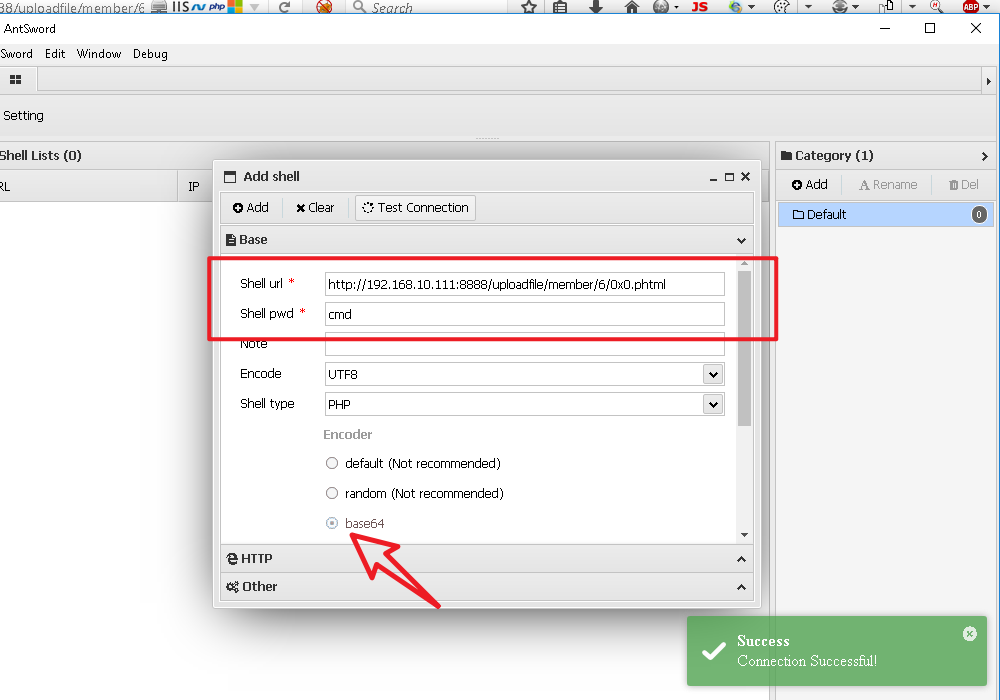 38/uploadfile/member/6 IIS php Search JS ABP
AntSword
Sword Edit Window Debug
Setting
Shell Lists (0)
Category (1)
RL IP
Add Rename Del
Default 0
Add shell
Add Clear Test Connection
Base
Shell url * http://192.168.10.111:8888/uploadfile/member/6/0x0.phtml
Shell pwd * cmd
Note
Encode UTF8
Shell type PHP
Encoder
default (Not recommended)
random (Not recommended)
base64
HTTP
Other
Success
Connection Successful!